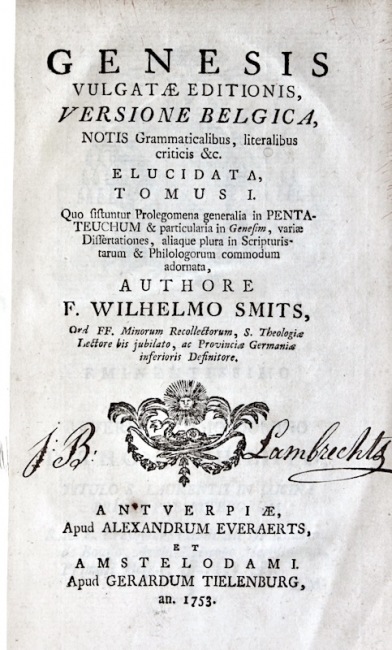 GENESIS
VULGATÆ EDITIONIS,
VERSIONE BELGICA,
NOTIS Grammaticalibus, literalibus
criticis &c.
ELUCIDATA,
TOMUS I.
Quo ſiſtuntur Prolegomena generalia in PENTA-
TEUCHUM & particularia in Geneſim, variæ
Diſſertationes, aliaque plura in Scripturis-
tarum & Philologorum commodum
adornata,
AUTHORE
F. WILHELMO SMITS,
Ord FF. Minorum Recollectorum, S. Theologiæ
Lectore bis jubilato, ac Provinciæ Germaniæ
inferioris Definitore.
J: B: Lambrechts
ANTVERPIÆ,
Apud ALEXANDRUM EVERAERTS,
ET
AMSTELODAMI.
Apud GERARDUM TIELENBURG,
an. 1753.